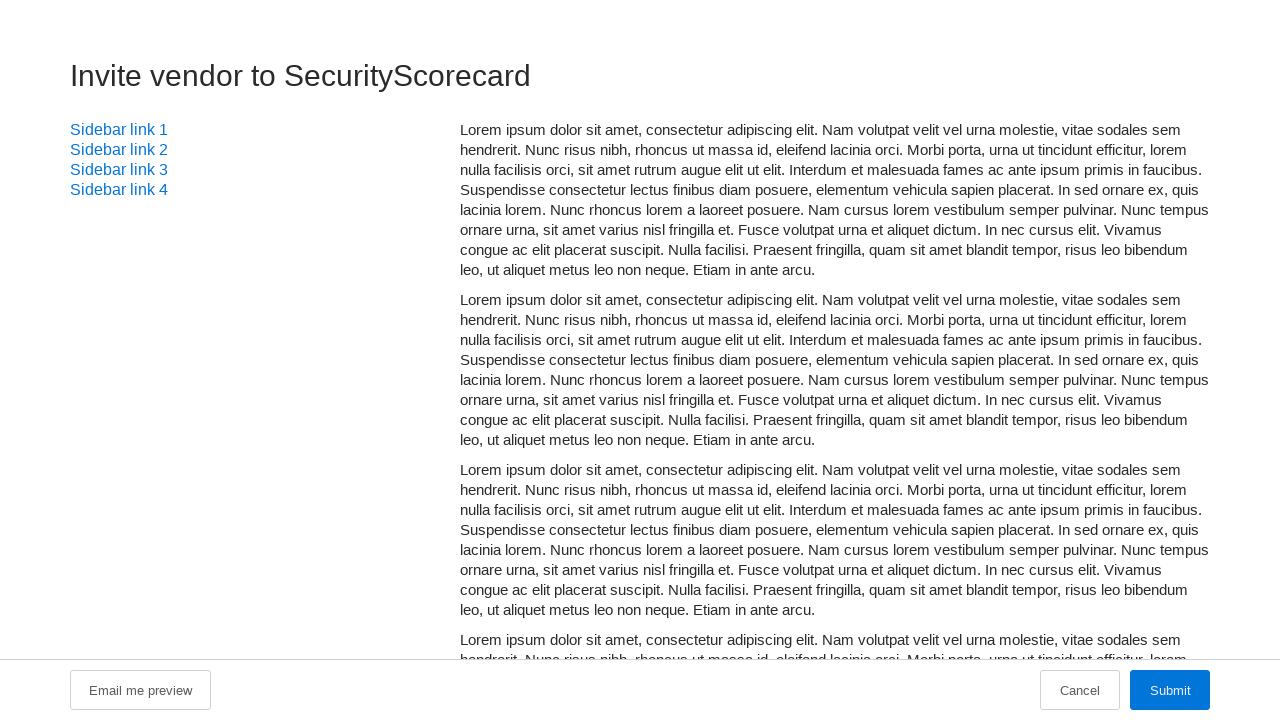 Invite vendor to SecurityScorecard
Sidebar link 1
Sidebar link 2
Sidebar link 3
Sidebar link 4
Lorem ipsum dolor sit amet, consectetur adipiscing elit. Nam volutpat velit vel urna molestie, vitae sodales sem
hendrerit. Nunc risus nibh, rhoncus ut massa id, eleifend lacinia orci. Morbi porta, urna ut tincidunt efficitur, lorem
nulla facilisis orci, sit amet rutrum augue elit ut elit. Interdum et malesuada fames ac ante ipsum primis in faucibus.
Suspendisse consectetur lectus finibus diam posuere, elementum vehicula sapien placerat. In sed ornare ex, quis
lacinia lorem. Nunc rhoncus lorem a laoreet posuere. Nam cursus lorem vestibulum semper pulvinar. Nunc tempus
ornare urna, sit amet varius nisl fringilla et. Fusce volutpat urna et aliquet dictum. In nec cursus elit. Vivamus
congue ac elit placerat suscipit. Nulla facilisi. Praesent fringilla, quam sit amet blandit tempor, risus leo bibendum
leo, ut aliquet metus leo non neque. Etiam in ante arcu.
Lorem ipsum dolor sit amet, consectetur adipiscing elit. Nam volutpat velit vel urna molestie, vitae sodales sem
hendrerit. Nunc risus nibh, rhoncus ut massa id, eleifend lacinia orci. Morbi porta, urna ut tincidunt efficitur, lorem
nulla facilisis orci, sit amet rutrum augue elit ut elit. Interdum et malesuada fames ac ante ipsum primis in faucibus.
Suspendisse consectetur lectus finibus diam posuere, elementum vehicula sapien placerat. In sed ornare ex, quis
lacinia lorem. Nunc rhoncus lorem a laoreet posuere. Nam cursus lorem vestibulum semper pulvinar. Nunc tempus
ornare urna, sit amet varius nisl fringilla et. Fusce volutpat urna et aliquet dictum. In nec cursus elit. Vivamus
congue ac elit placerat suscipit. Nulla facilisi. Praesent fringilla, quam sit amet blandit tempor, risus leo bibendum
leo, ut aliquet metus leo non neque. Etiam in ante arcu.
Lorem ipsum dolor sit amet, consectetur adipiscing elit. Nam volutpat velit vel urna molestie, vitae sodales sem
hendrerit. Nunc risus nibh, rhoncus ut massa id, eleifend lacinia orci. Morbi porta, urna ut tincidunt efficitur, lorem
nulla facilisis orci, sit amet rutrum augue elit ut elit. Interdum et malesuada fames ac ante ipsum primis in faucibus.
Suspendisse consectetur lectus finibus diam posuere, elementum vehicula sapien placerat. In sed ornare ex, quis
lacinia lorem. Nunc rhoncus lorem a laoreet posuere. Nam cursus lorem vestibulum semper pulvinar. Nunc tempus
ornare urna, sit amet varius nisl fringilla et. Fusce volutpat urna et aliquet dictum. In nec cursus elit. Vivamus
congue ac elit placerat suscipit. Nulla facilisi. Praesent fringilla, quam sit amet blandit tempor, risus leo bibendum
leo, ut aliquet metus leo non neque. Etiam in ante arcu.
Lorem ipsum dolor sit amet, consectetur adipiscing elit. Nam volutpat velit vel urna molestie, vitae sodales sem
Email me preview
Cancel
Submit